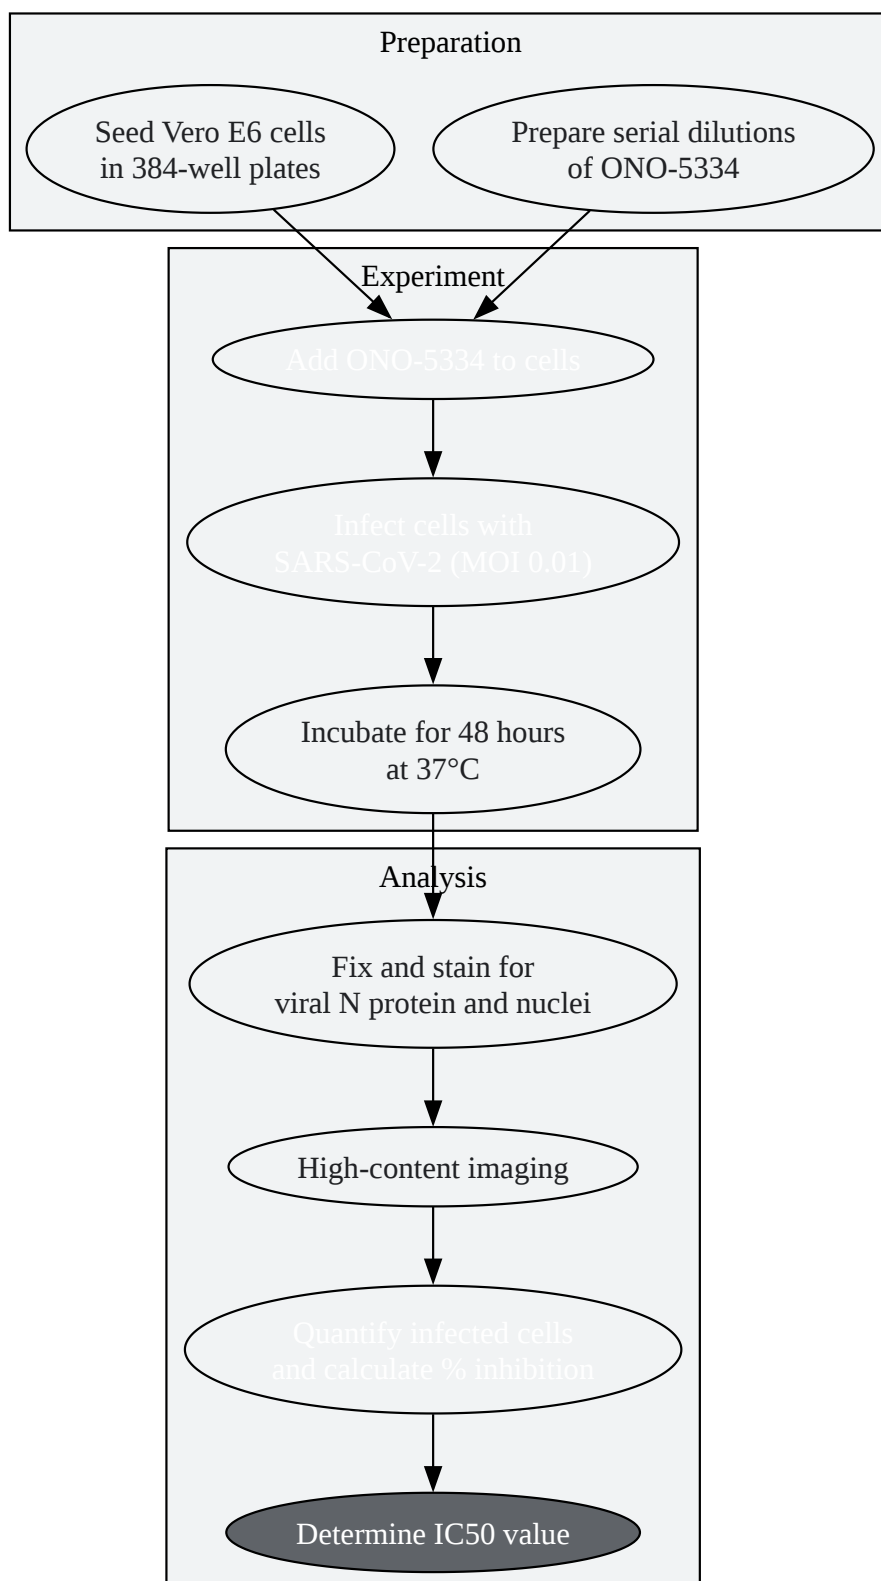 Preparation
Seed Vero E6 cells
in 384-well plates
Prepare serial dilutions
of ONO-5334
Experiment
Add ONO-5334 to cells
Infect cells with
SARS-CoV-2 (MOI 0.01)
Incubate for 48 hours
at 37°C
Analysis
Fix and stain for
viral N protein and nuclei
High-content imaging
Quantify infected cells
and calculate % inhibition
Determine IC50 value